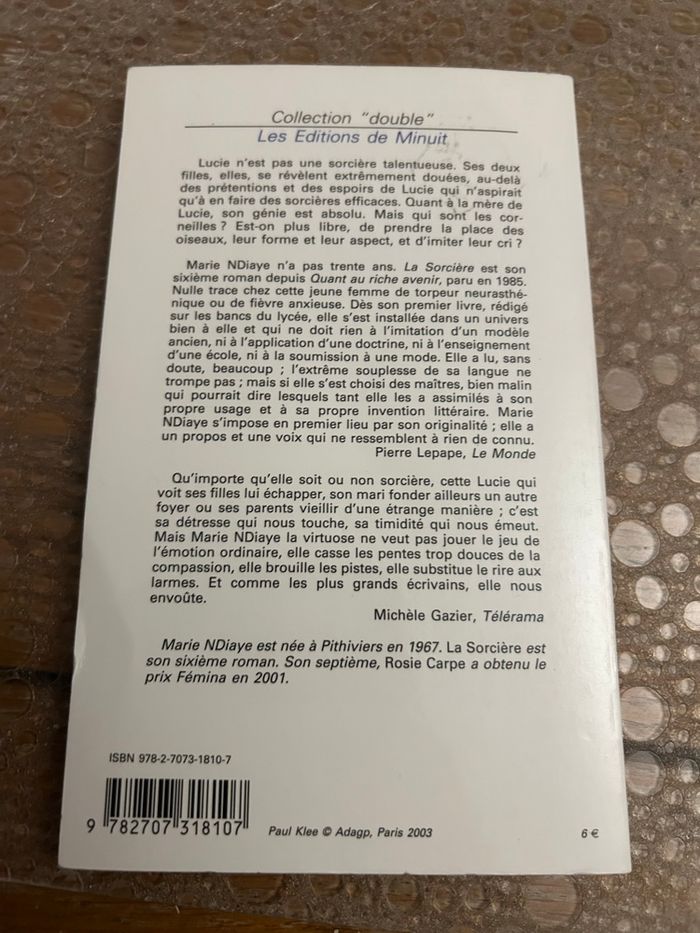 Collection "double"
Les Editions de Minuit
Lucie n'est pas une sorcière talentueuse. Ses deux
filles, elles, se révèlent extrêmement douées, au-delà
des prétentions et des espoirs de Lucie qui n'aspirait
qu'à en faire des sorcières efficaces. Quant à la mère de
Lucie, son génie est absolu. Mais qui sont les cor-
neilles ? Est-on plus libre, de prendre la place des
oiseaux, leur forme et leur aspect, et d'imiter leur cri ?
Marie NDiaye n'a pas trente ans. La Sorcière est son
sixième roman depuis Quant au riche avenir, paru en 1985.
Nulle trace chez cette jeune femme de torpeur neurasthé-
nique ou de fièvre anxieuse. Dès son premier livre, rédigé
sur les bancs du lycée, elle s'est installée dans un univers
bien à elle et qui ne doit rien à l'imitation d'un modèle
ancien, ni à l'application d'une doctrine, ni à l'enseignement
d'une école, ni à la soumission à une mode. Elle a lu, sans
doute, beaucoup ; l'extrême souplesse de sa langue ne
trompe pas ; mais si elle s'est choisi des maîtres, bien malin
qui pourrait dire lesquels tant elle les a assimilés à son
propre usage et à sa propre invention littéraire. Marie
NDiaye s'impose en premier lieu par son originalité ; elle a
un propos et une voix qui ne ressemblent à rien de connu.
Pierre Lepape, Le Monde
Qu'importe qu'elle soit ou non sorcière, cette Lucie qui
voit ses filles lui échapper, son mari fonder ailleurs un autre
foyer ou ses parents vieillir d'une étrange manière ; c'est
sa détresse qui nous touche, sa timidité qui nous émeut.
Mais Marie NDiaye la virtuose ne veut pas jouer le jeu de
l'émotion ordinaire, elle casse les pentes trop douces de la
compassion, elle brouille les pistes, elle substitue le rire aux
larmes. Et comme les plus grands écrivains, elle nous
envoûte.
Michèle Gazier, Télérama
Marie NDiaye est née à Pithiviers en 1967. La Sorcière est
son sixième roman. Son septième, Rosie Carpe a obtenu le
prix Fémina en 2001.
ISBN 978-2-7073-1810-7
9 782707 318107
Paul Klee © Adagp, Paris 2003
6 €